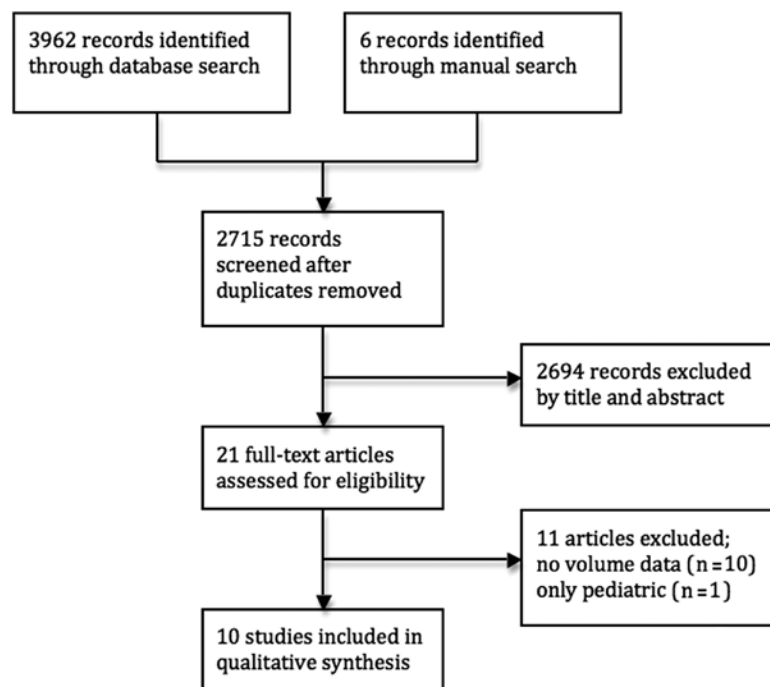 3962 records identified
through database search
6 records identified
through manual search
2715 records
screened after
duplicates removed
2694 records excluded
by title and abstract
21 full-text articles
assessed for eligibility
11 articles excluded;
no volume data (n=10)
only pediatric (n=1)
10 studies included in
qualitative synthesis